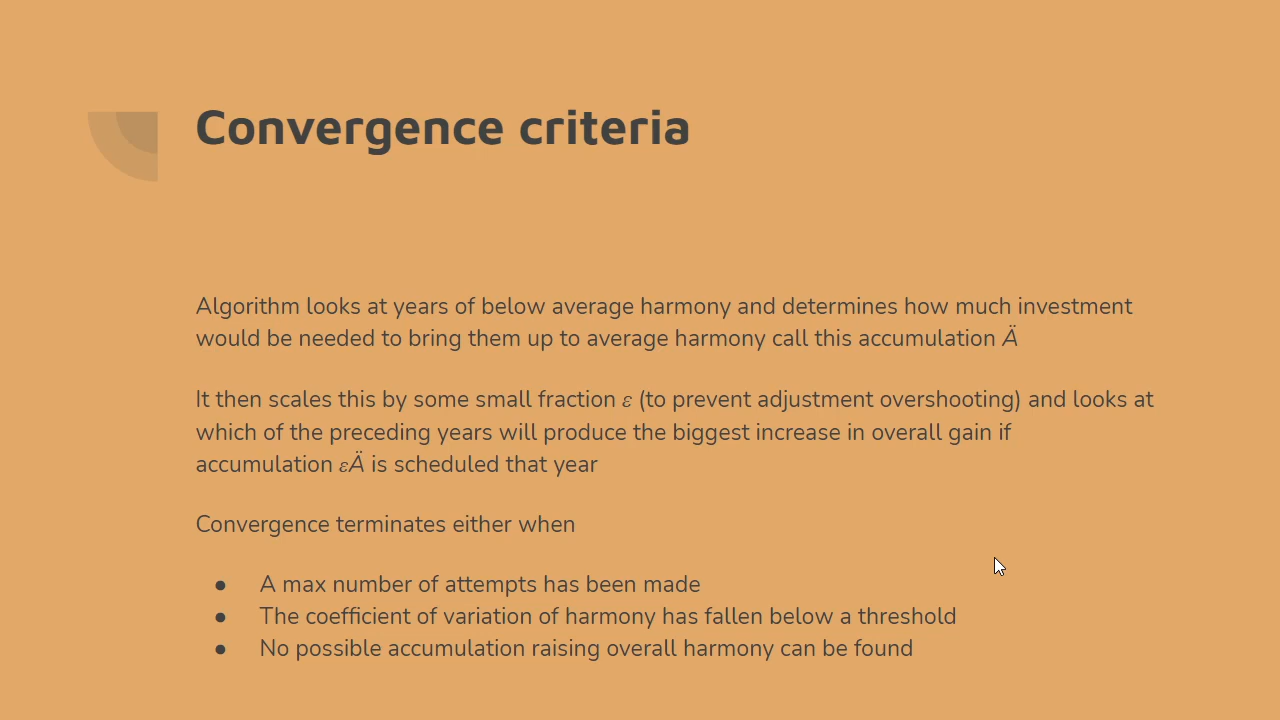 Convergence criteria
Algorithm looks at years of below average harmony and determines how much investment
would be needed to bring them up to average harmony call this accumulation Ä
It then scales this by some small fraction ε (to prevent adjustment overshooting) and looks at
which of the preceding years will produce the biggest increase in overall gain if
accumulation εÄ is scheduled that year
Convergence terminates either when
● A max number of attempts has been made
● The coefficient of variation of harmony has fallen below a threshold
● No possible accumulation raising overall harmony can be found